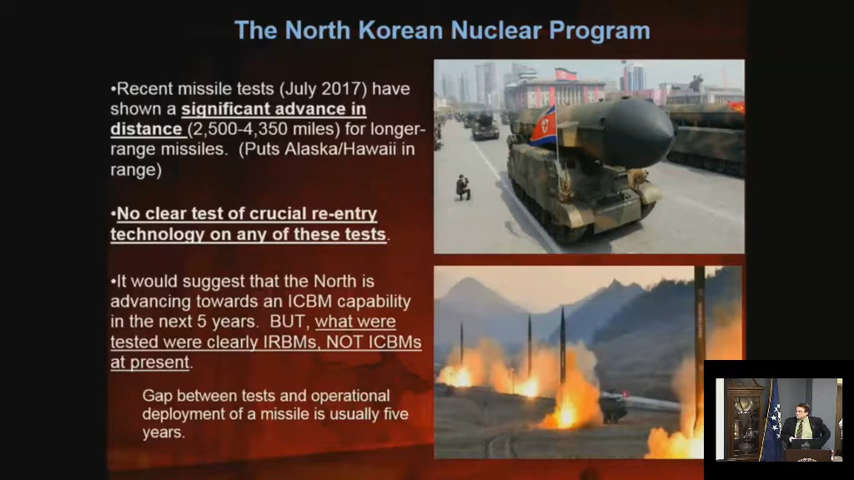 The North Korean Nuclear Program
•Recent missile tests (July 2017) have
shown a significant advance in
distance (2,500-4,350 miles) for longer-
range missiles. (Puts Alaska/Hawaii in
range)
•No clear test of crucial re-entry
technology on any of these tests.
•It would suggest that the North is
advancing towards an ICBM capability
in the next 5 years. BUT, what were
tested were clearly IRBMs, NOT ICBMs
at present.
Gap between tests and operational
deployment of a missile is usually five
years.